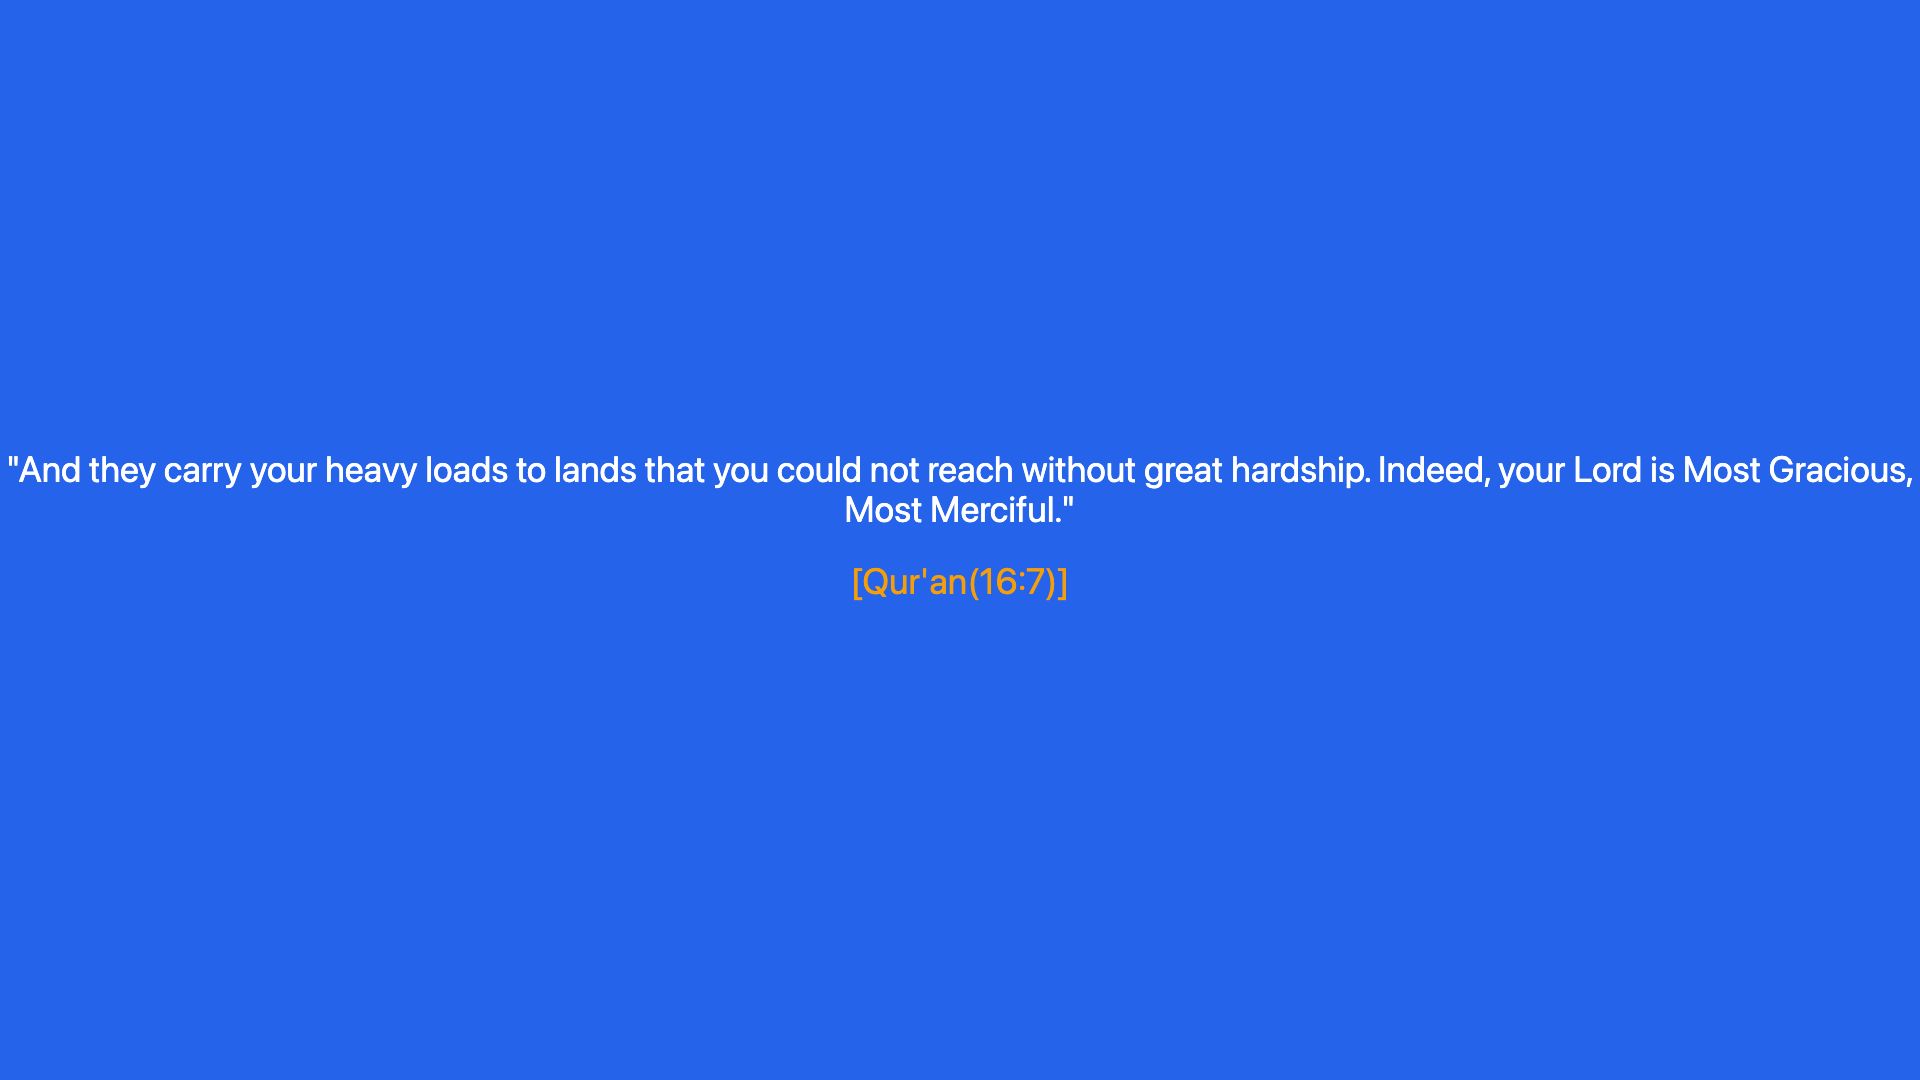 "And they carry your heavy loads to lands that you could not reach without great hardship. Indeed, your Lord is Most Gracious,
Most Merciful."
[Qur'an(16:7)]